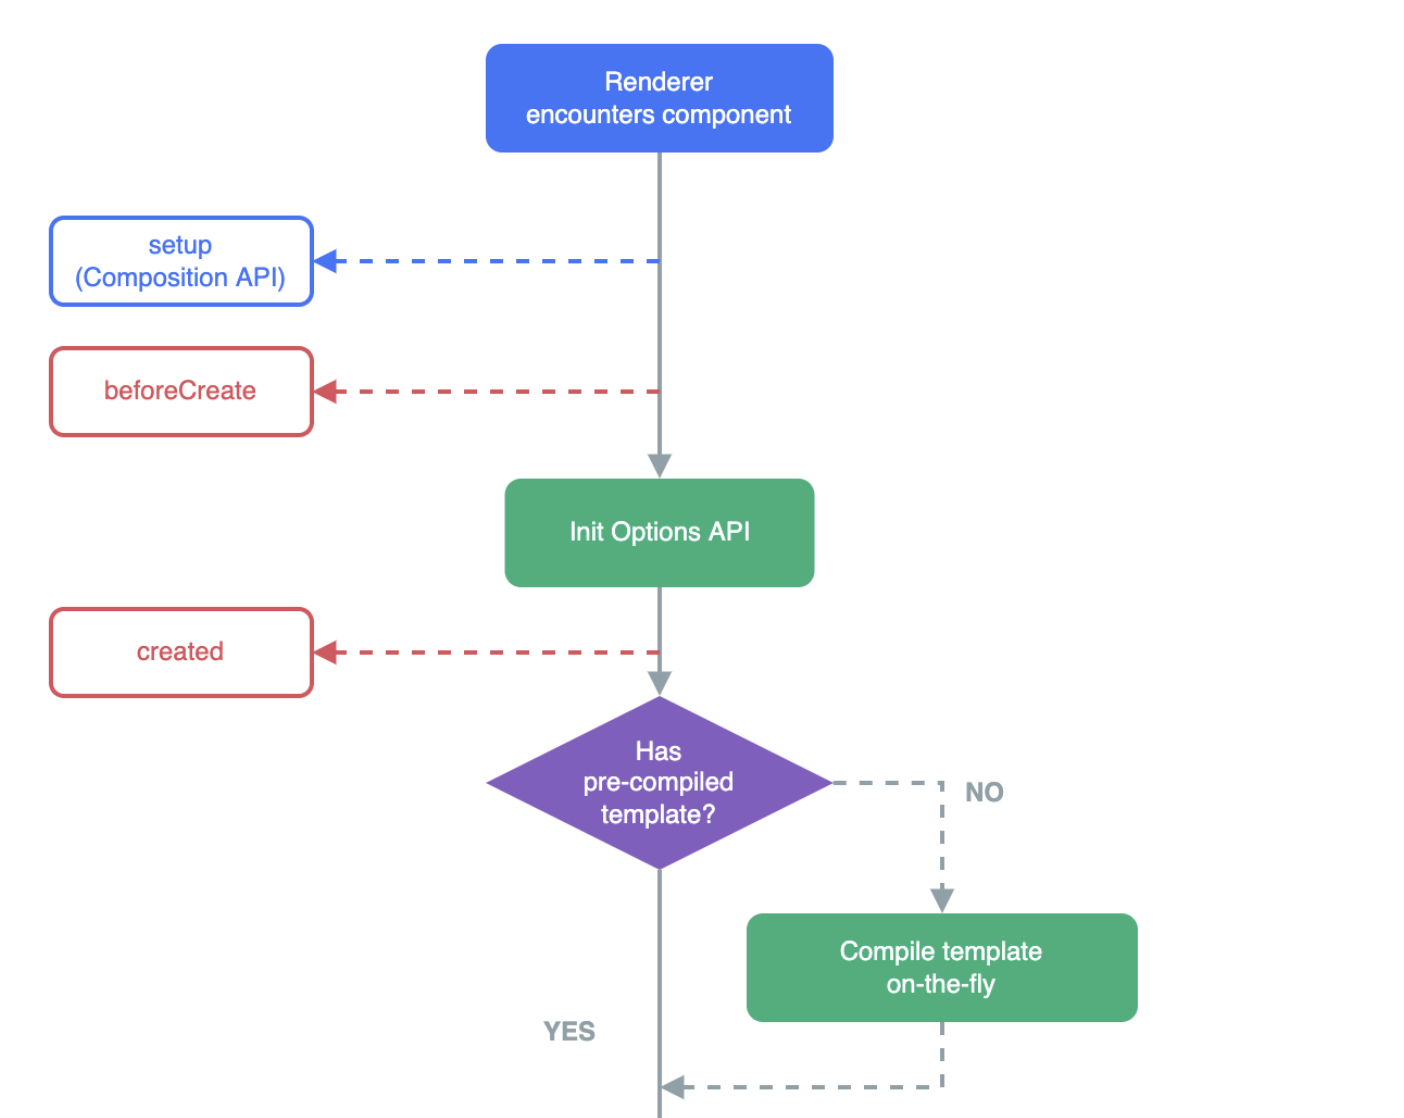 Renderer
encounters component
setup
(Composition API)
beforeCreate
Init Options API
created
Has
pre-compiled
template?
NO
Compile template
on-the-fly
YES